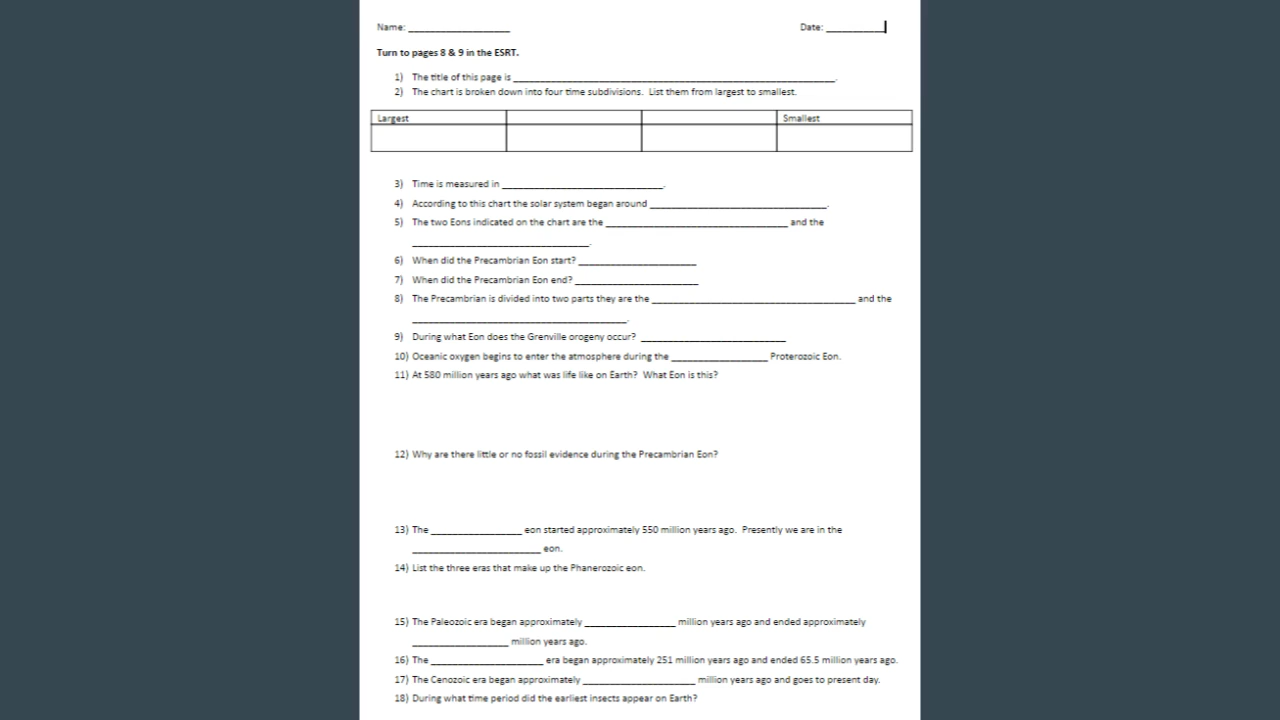 Name: ____________________ Date: ____________
Turn to pages 8 & 9 in the ESRT.
1) The title of this page is ________________________________________________________________.
2) The chart is broken down into four time subdivisions. List them from largest to smallest.
Largest Smallest
3) Time is measured in ________________________________.
4) According to this chart the solar system began around ___________________________________.
5) The two Eons indicated on the chart are the ____________________________________ and the
___________________________________.
6) When did the Precambrian Eon start? _______________________
7) When did the Precambrian Eon end? ________________________
8) The Precambrian is divided into two parts they are the ________________________________________ and the
__________________________________________.
9) During what Eon does the Grenville orogeny occur? ____________________________
10) Oceanic oxygen begins to enter the atmosphere during the ___________________ Proterozoic Eon.
11) At 580 million years ago what was life like on Earth? What Eon is this?
12) Why are there little or no fossil evidence during the Precambrian Eon?
13) The __________________ eon started approximately 550 million years ago. Presently we are in the
_________________________ eon.
14) List the three eras that make up the Phanerozoic eon.
15) The Paleozoic era began approximately __________________ million years ago and ended approximately
___________________ million years ago.
16) The ______________________ era began approximately 251 million years ago and ended 65.5 million years ago.
17) The Cenozoic era began approximately ______________________ million years ago and goes to present day.
18) During what time period did the earliest insects appear on Earth?